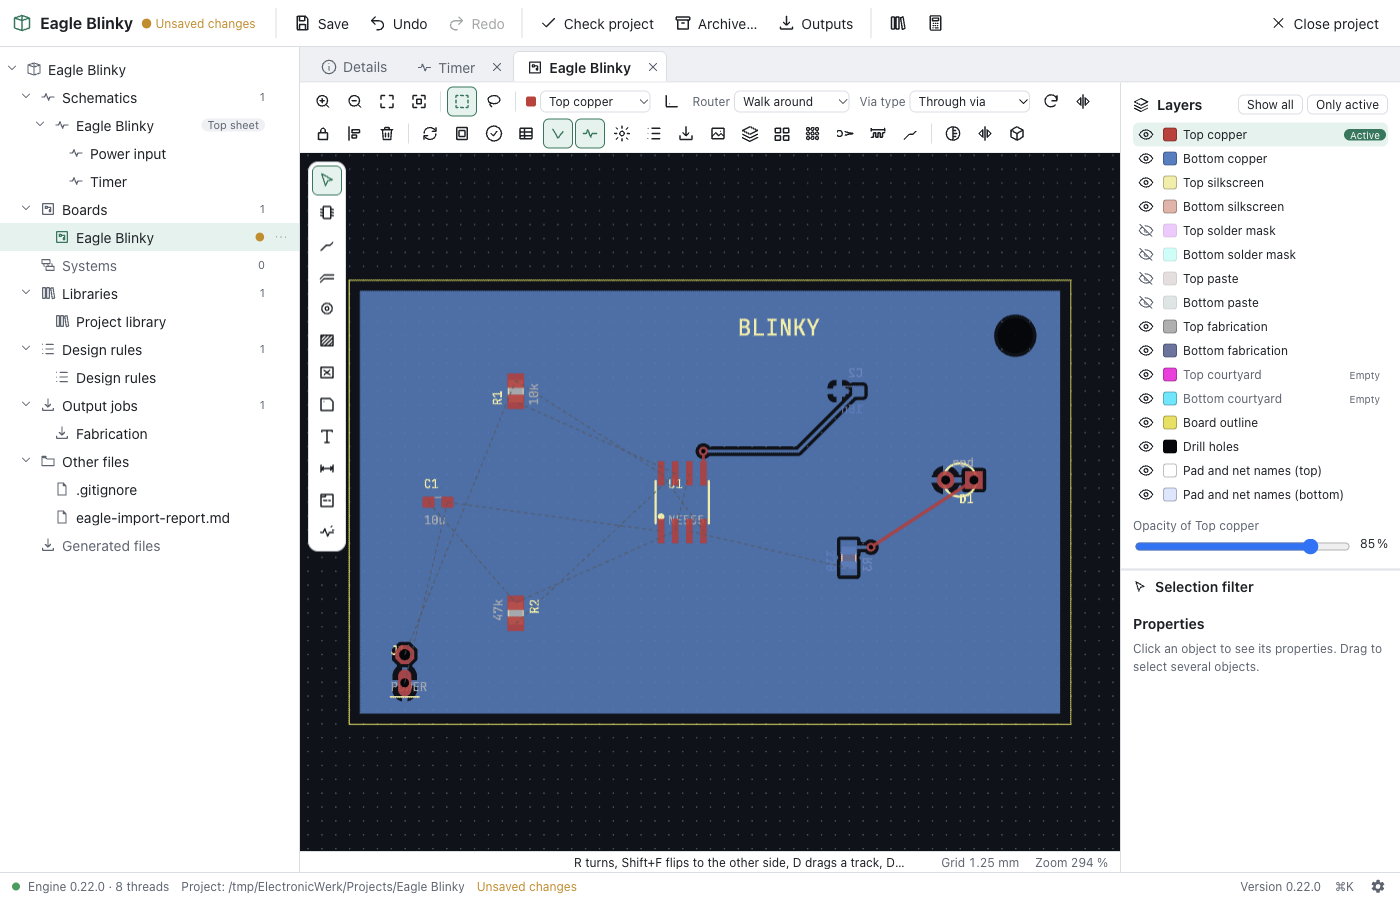 Eagle Blinky
Unsaved changes
Save
Undo
Redo
Check project
Archive...
Outputs
Close project
Eagle Blinky
Schematics 1
Eagle Blinky Top sheet
Power input
Timer
Boards 1
Eagle Blinky
Systems 0
Libraries 1
Project library
Design rules 1
Design rules
Output jobs 1
Fabrication
Other files
.gitignore
eagle-import-report.md
Generated files
Details
Timer
Eagle Blinky
Top copper
Router
Walk around
Via type
Through via
BLINKY
R1
10k
C2
C1
10u
U1
NE555
red
D1
47k
R2
R turns, Shift+F flips to the other side, D drags a track, D...
Grid 1.25 mm
Zoom 294 %
Layers
Show all
Only active
Top copper Active
Bottom copper
Top silkscreen
Bottom silkscreen
Top solder mask
Bottom solder mask
Top paste
Bottom paste
Top fabrication
Bottom fabrication
Top courtyard Empty
Bottom courtyard Empty
Board outline
Drill holes
Pad and net names (top)
Pad and net names (bottom)
Opacity of Top copper
85 %
Selection filter
Properties
Click an object to see its properties. Drag to
select several objects.
Engine 0.22.0 · 8 threads
Project: /tmp/ElectronicWerk/Projects/Eagle Blinky
Unsaved changes
Version 0.22.0
⌘K